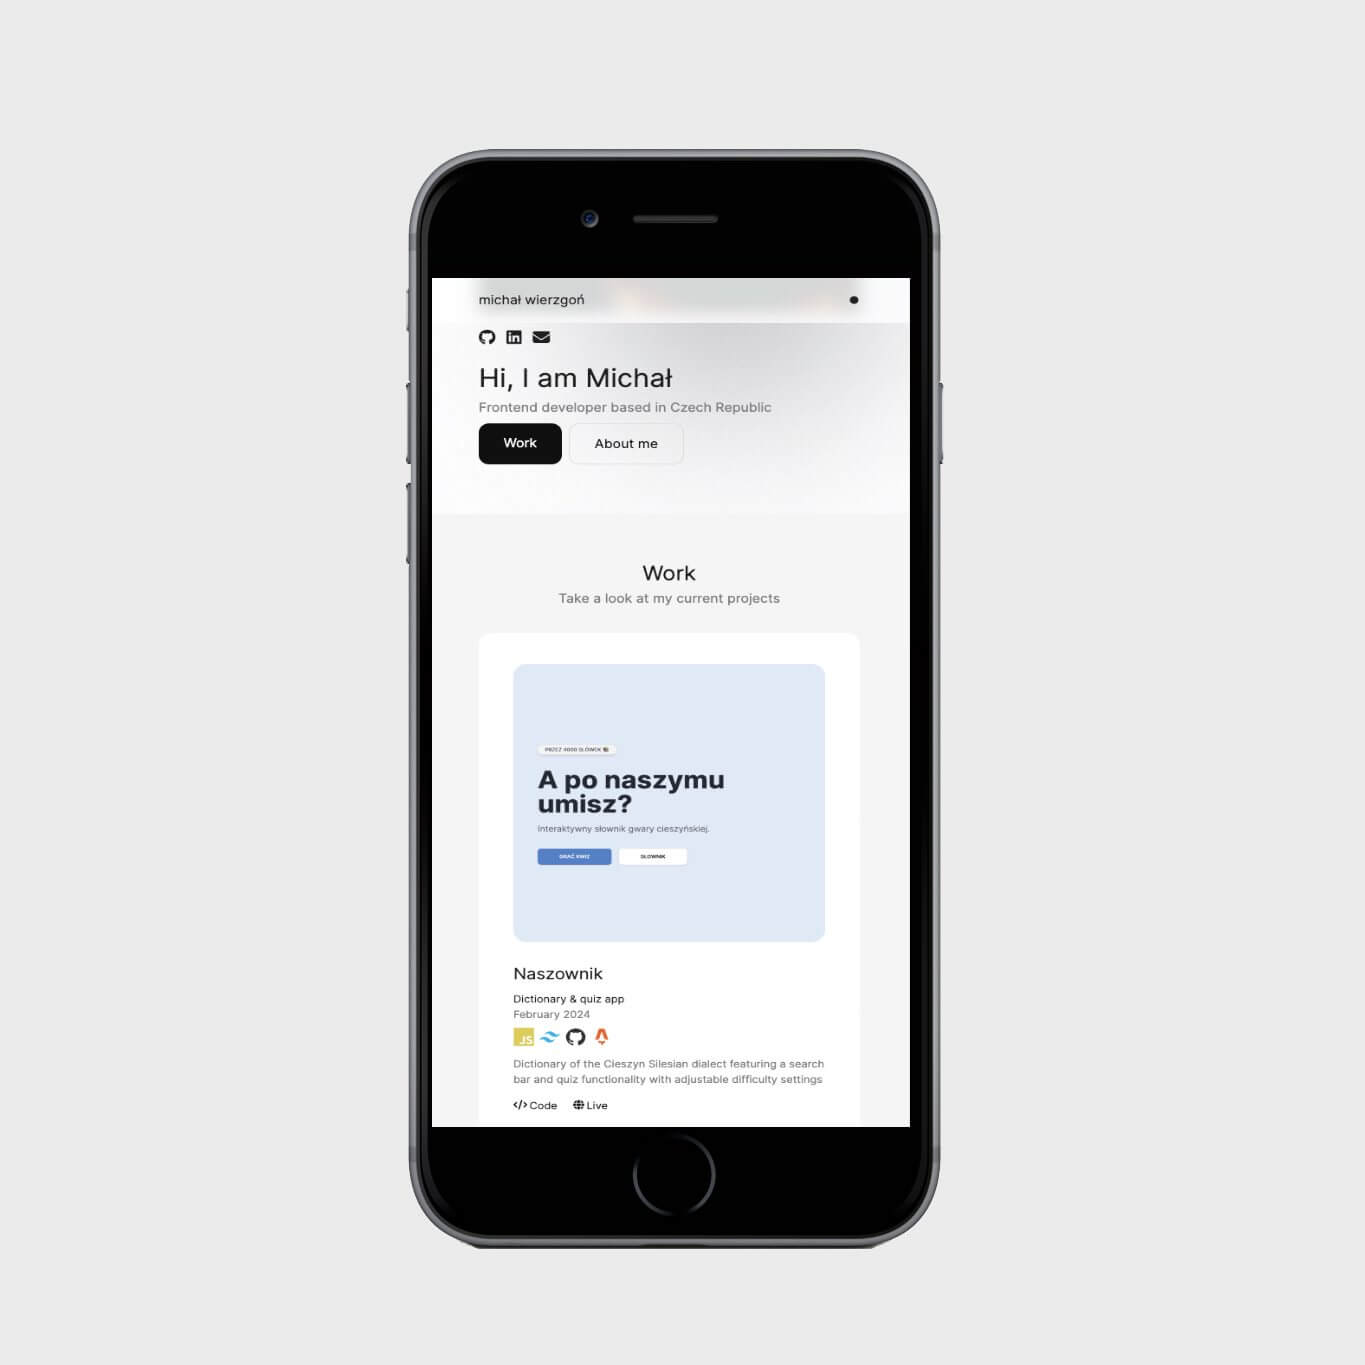 michał wierzgoń
Hi, I am Michał
Frontend developer based in Czech Republic
Work
About me
Work
Take a look at my current projects
PRZEZ 4000 SŁÓWEK
A po naszymu
umisz?
Interaktywny słownik gwary cieszyńskiej.
GRAĆ KWIZ
SŁOWNIK
Naszownik
Dictionary & quiz app
February 2024
JS
Dictionary of the Cieszyn Silesian dialect featuring a search
bar and quiz functionality with adjustable difficulty settings
</> Code
Live